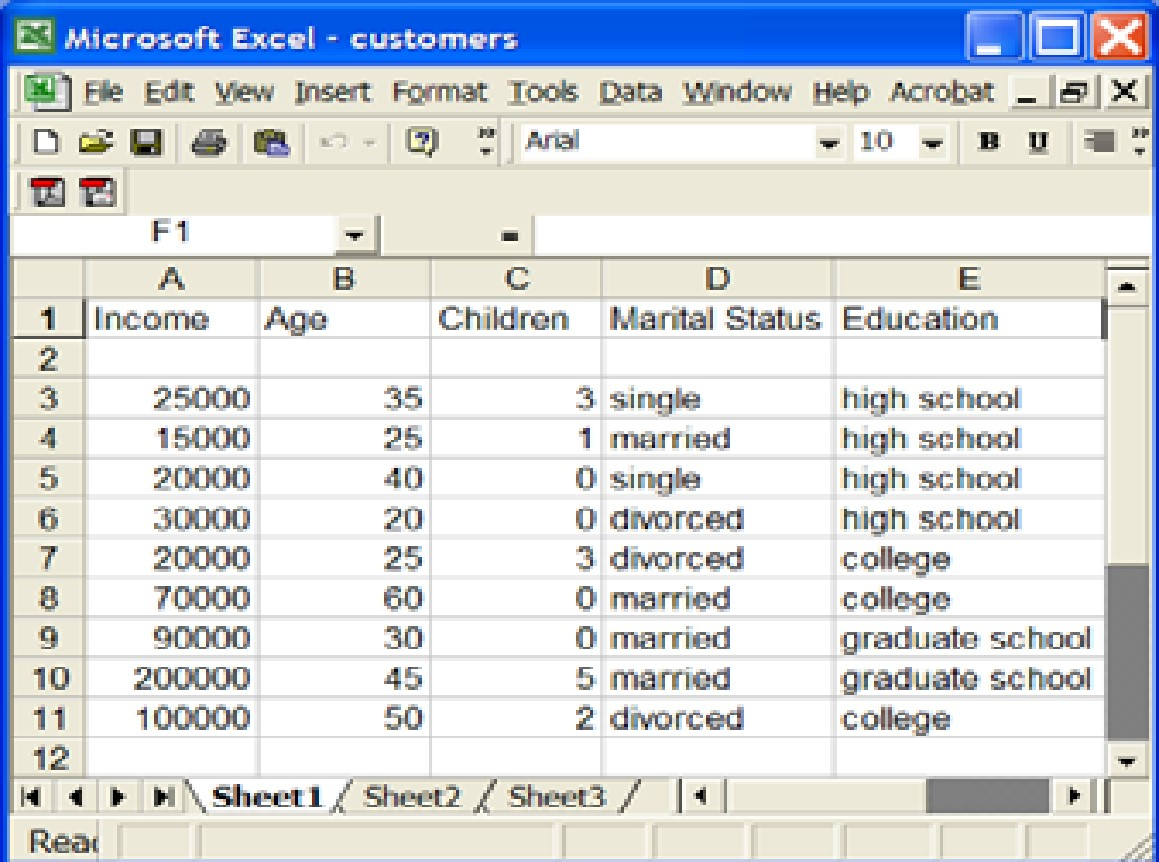 Microsoft Excel - customers
File Edit View Insert Format Tools Data Window Help Acrobat
Arial 10 B U
F1 =
A B C D E
1 Income Age Children Marital Status Education
2
3 25000 35 3 single high school
4 15000 25 1 married high school
5 20000 40 0 single high school
6 30000 20 0 divorced high school
7 20000 25 3 divorced college
8 70000 60 0 married college
9 90000 30 0 married graduate school
10 200000 45 5 married graduate school
11 100000 50 2 divorced college
12
Sheet1 Sheet2 Sheet3